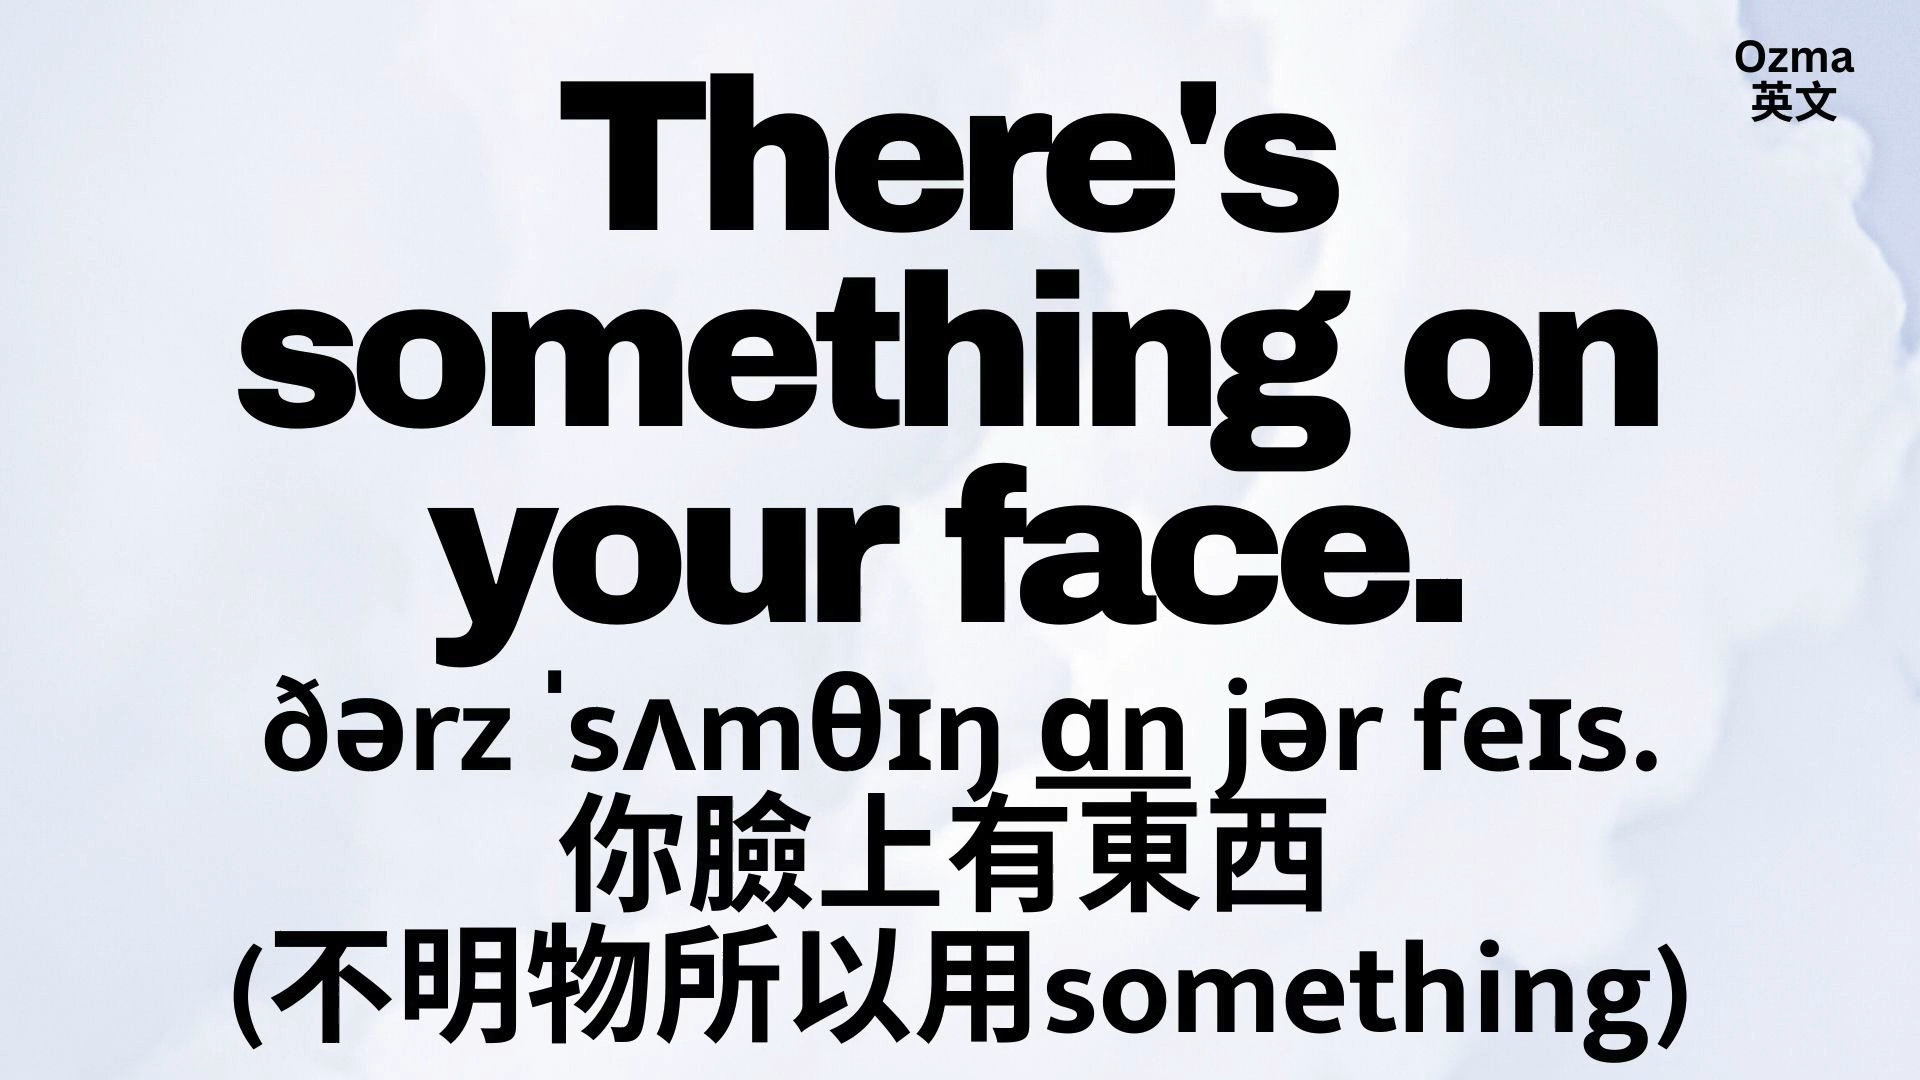 Ozma
英文
There's
something on
your face.
ðərz ˈsʌmθɪŋ ɑn jər feɪs.
你臉上有東西
(不明物所以用something)